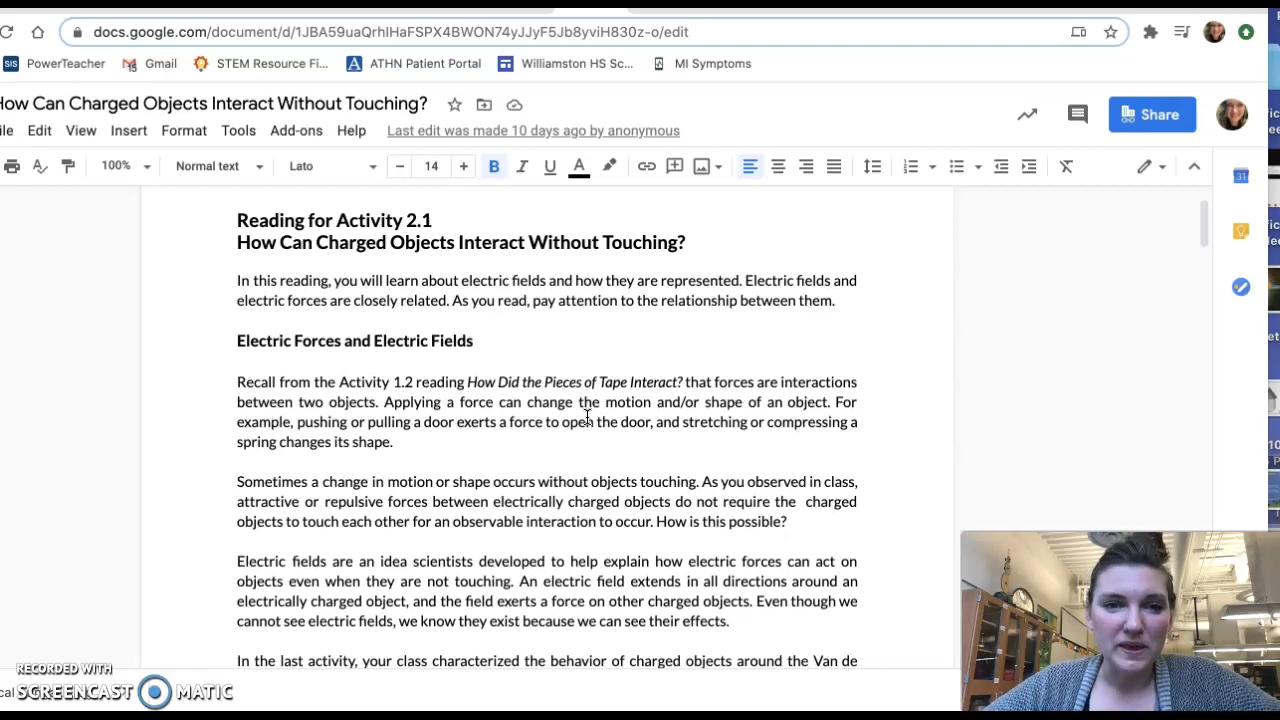 docs.google.com/document/d/1JBA59uaQrhIHaFSPX4BWON74yJJyF5Jb8yviH830z-o/edit
SIS PowerTeacher Gmail STEM Resource Fi... A ATHN Patient Portal Williamston HS Sc... MI Symptoms
How Can Charged Objects Interact Without Touching?
Edit View Insert Format Tools Add-ons Help Last edit was made 10 days ago by anonymous Share
100% Normal text Lato − 14 + B I U A
31
Reading for Activity 2.1
How Can Charged Objects Interact Without Touching?
In this reading, you will learn about electric fields and how they are represented. Electric fields and
electric forces are closely related. As you read, pay attention to the relationship between them.
Electric Forces and Electric Fields
Recall from the Activity 1.2 reading How Did the Pieces of Tape Interact? that forces are interactions
between two objects. Applying a force can change the motion and/or shape of an object. For
example, pushing or pulling a door exerts a force to open the door, and stretching or compressing a
spring changes its shape.
Sometimes a change in motion or shape occurs without objects touching. As you observed in class,
attractive or repulsive forces between electrically charged objects do not require the charged
objects to touch each other for an observable interaction to occur. How is this possible?
Electric fields are an idea scientists developed to help explain how electric forces can act on
objects even when they are not touching. An electric field extends in all directions around an
electrically charged object, and the field exerts a force on other charged objects. Even though we
cannot see electric fields, we know they exist because we can see their effects.
In the last activity, your class characterized the behavior of charged objects around the Van de
RECORDED WITH
SCREENCAST MATIC